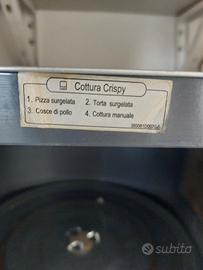 Cottura Crispy
1. Pizza surgelata 2. Torta surgelata
3. Cosce di pollo 4. Cottura manuale
subito